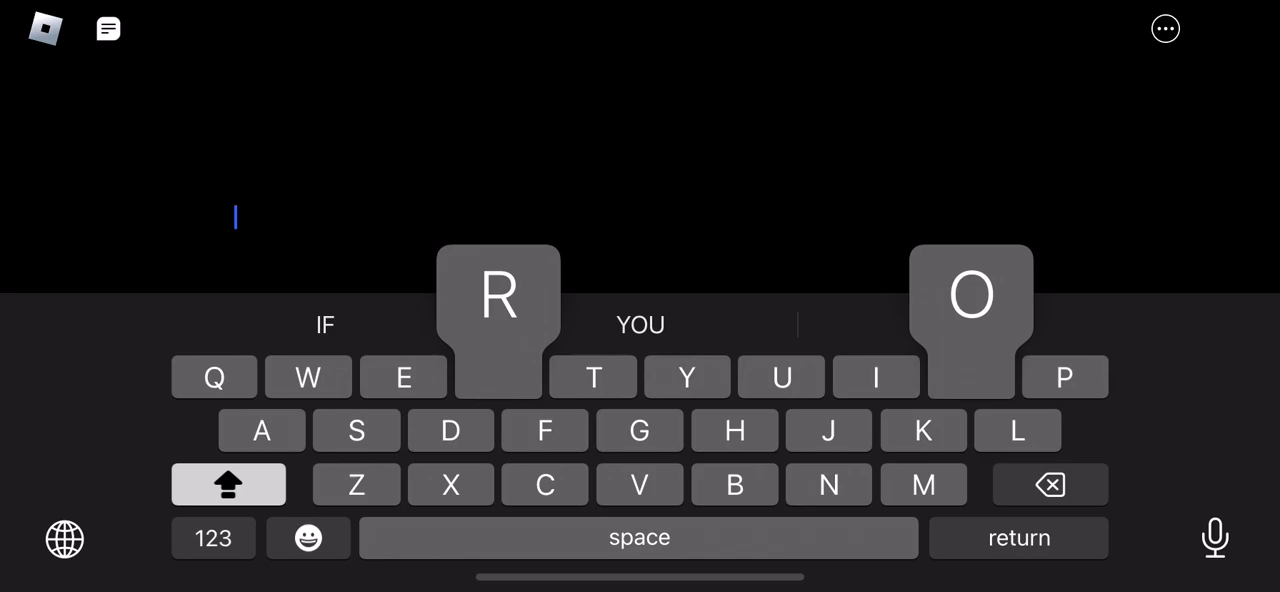 IF YOU
R O
Q W E T Y U I P
A S D F G H J K L
Z X C V B N M
123 space return